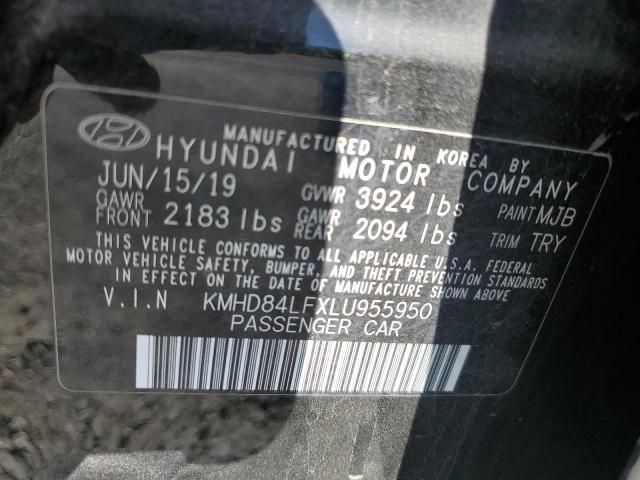 MANUFACTURED IN KOREA BY
HYUNDAI MOTOR COMPANY
JUN/15/19 GVWR 3924 lbs PAINT MJB
GAWR FRONT 2183 lbs GAWR REAR 2094 lbs TRIM TRY
THIS VEHICLE CONFORMS TO ALL APPLICABLE U.S.A. FEDERAL
MOTOR VEHICLE SAFETY, BUMPER, AND THEFT PREVENTION STANDARDS
IN EFFECT ON THE DATE OF MANUFACTURE SHOWN ABOVE
V.I.N KMHD84LFXLU955950
PASSENGER CAR